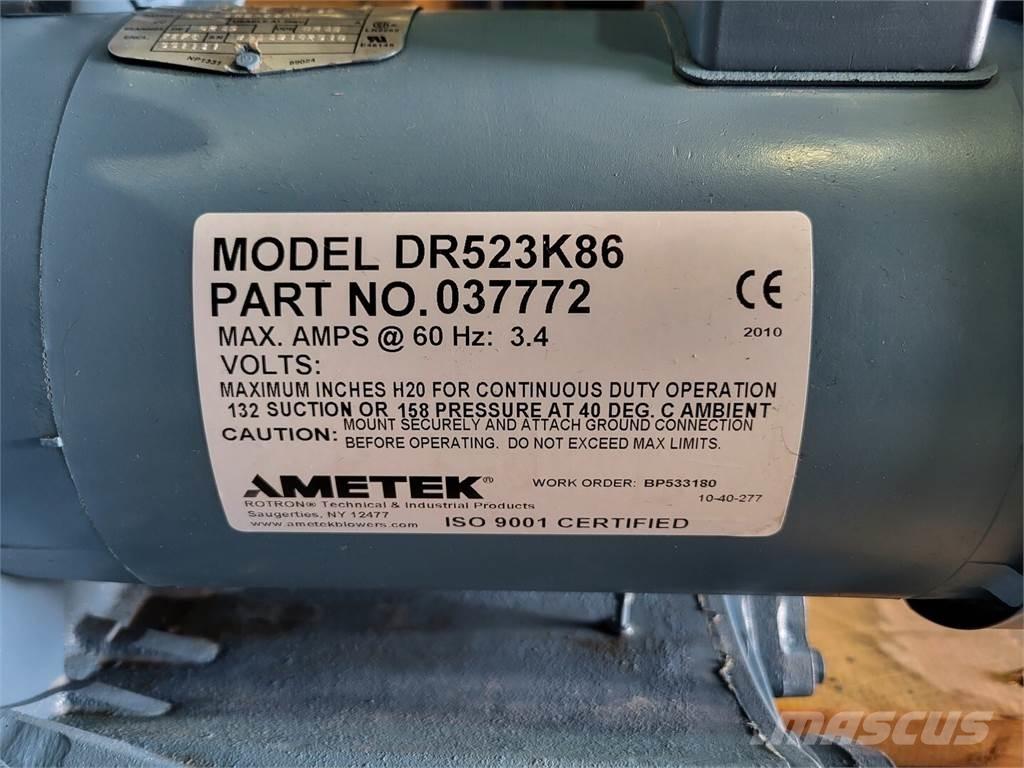 NP1331
MODEL DR523K86
PART NO. 037772
CE
MAX. AMPS @ 60 Hz: 3.4
2010
VOLTS:
MAXIMUM INCHES H20 FOR CONTINUOUS DUTY OPERATION
132 SUCTION OR 158 PRESSURE AT 40 DEG. C AMBIENT
CAUTION: MOUNT SECURELY AND ATTACH GROUND CONNECTION
BEFORE OPERATING. DO NOT EXCEED MAX LIMITS.
AMETEK®
WORK ORDER: BP533180
10-40-277
ROTRON® Technical & Industrial Products
Saugerties, NY 12477
www.ametekblowers.com
ISO 9001 CERTIFIED
MASCUS